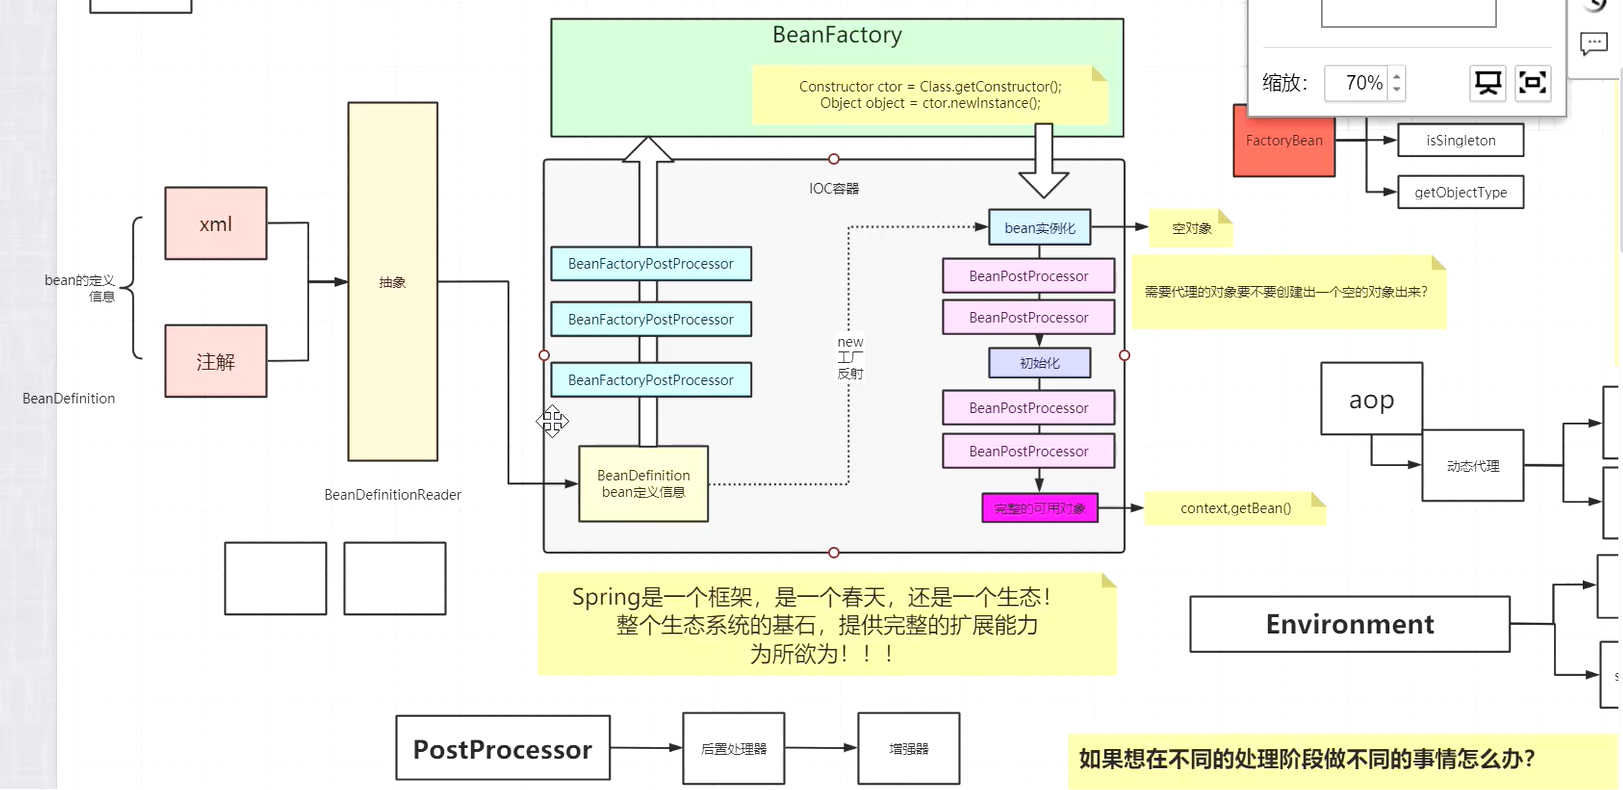 BeanFactory
Constructor ctor = Class.getConstructor();
Object object = ctor.newInstance();
缩放：
70%
FactoryBean
isSingleton
getObjectType
IOC容器
xml
注解
bean的定义
信息
BeanDefinition
抽象
BeanDefinitionReader
BeanFactoryPostProcessor
BeanFactoryPostProcessor
BeanFactoryPostProcessor
BeanDefinition
bean定义信息
new
工厂
反射
bean实例化
空对象
BeanPostProcessor
BeanPostProcessor
需要代理的对象要不要创建出一个空的对象出来？
初始化
BeanPostProcessor
BeanPostProcessor
完整的可用对象
context,getBean()
aop
动态代理
Spring是一个框架，是一个春天，还是一个生态！
整个生态系统的基石，提供完整的扩展能力
为所欲为！！！
Environment
PostProcessor
后置处理器
增强器
如果想在不同的处理阶段做不同的事情怎么办？